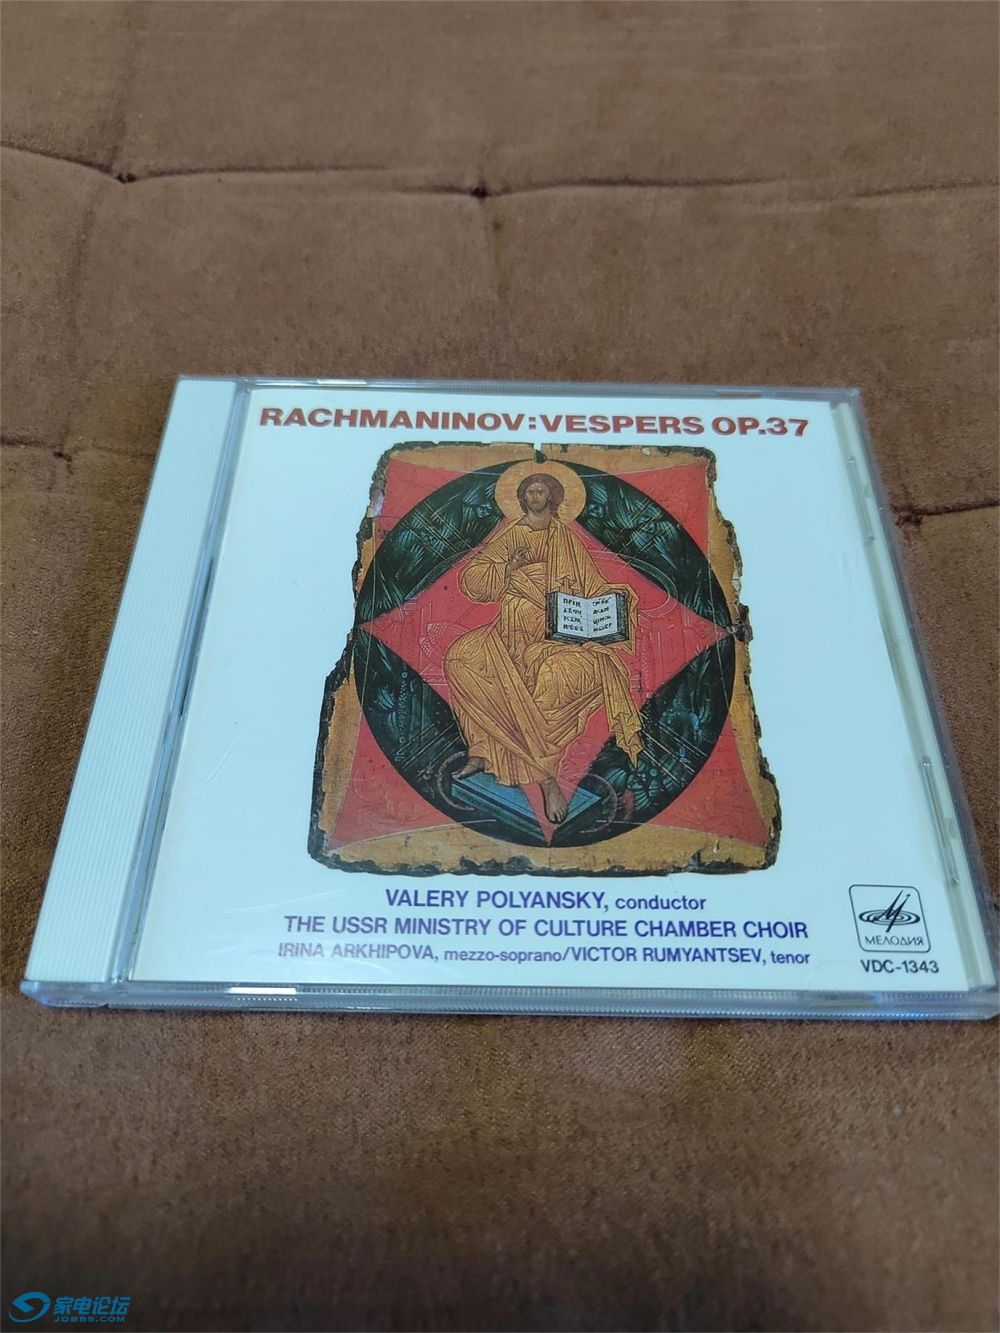 RACHMANINOV:VESPERS OP.37
VALERY POLYANSKY, conductor
THE USSR MINISTRY OF CULTURE CHAMBER CHOIR
IRINA ARKHIPOVA, mezzo-soprano/VICTOR RUMYANTSEV, tenor
МЕЛОДИЯ
VDC-1343
家电论坛
JDBBS.COM